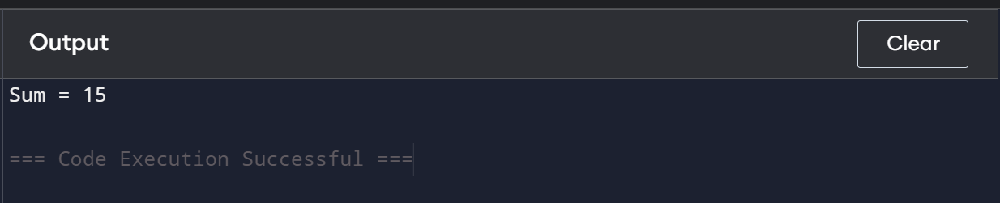 Output
Clear
Sum = 15
=== Code Execution Successful ===